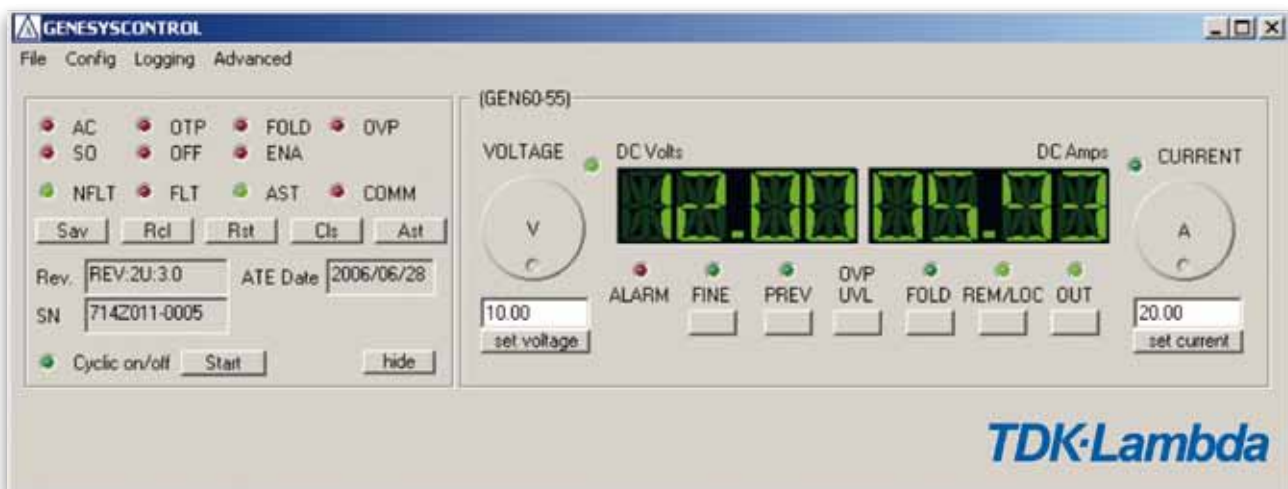 GENESYSCONTROL
File Config Logging Advanced
AC OTP FOLD OVP
SO OFF ENA
NFLT FLT AST COMM
Sav Rcl Rst Cls Ast
Rev. REV:2U:3.0 ATE Date 2006/06/28
SN 714Z011-0005
Cyclic on/off Start hide
(GEN60-55)
VOLTAGE DC Volts DC Amps CURRENT
V A
ALARM FINE PREV OVP UVL FOLD REM/LOC OUT
10.00 20.00
set voltage set current
TDK·Lambda